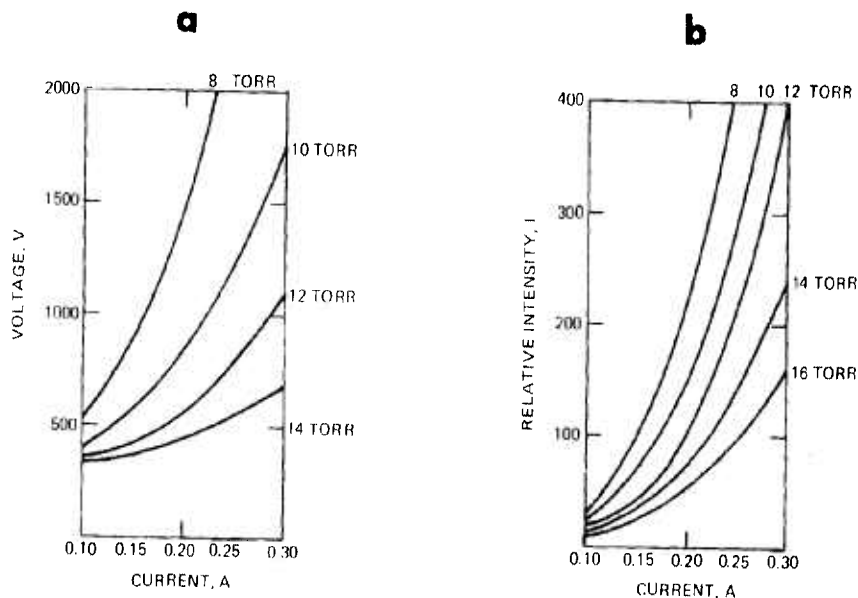 a
8 TORR
2000
1500
1000
500
0
VOLTAGE, V
10 TORR
12 TORR
14 TORR
0.10 0.15 0.20 0.25 0.30
CURRENT, A
b
8 10 12 TORR
400
300
200
100
RELATIVE INTENSITY, I
14 TORR
16 TORR
0.10 0.15 0.20 0.25 0.30
CURRENT, A